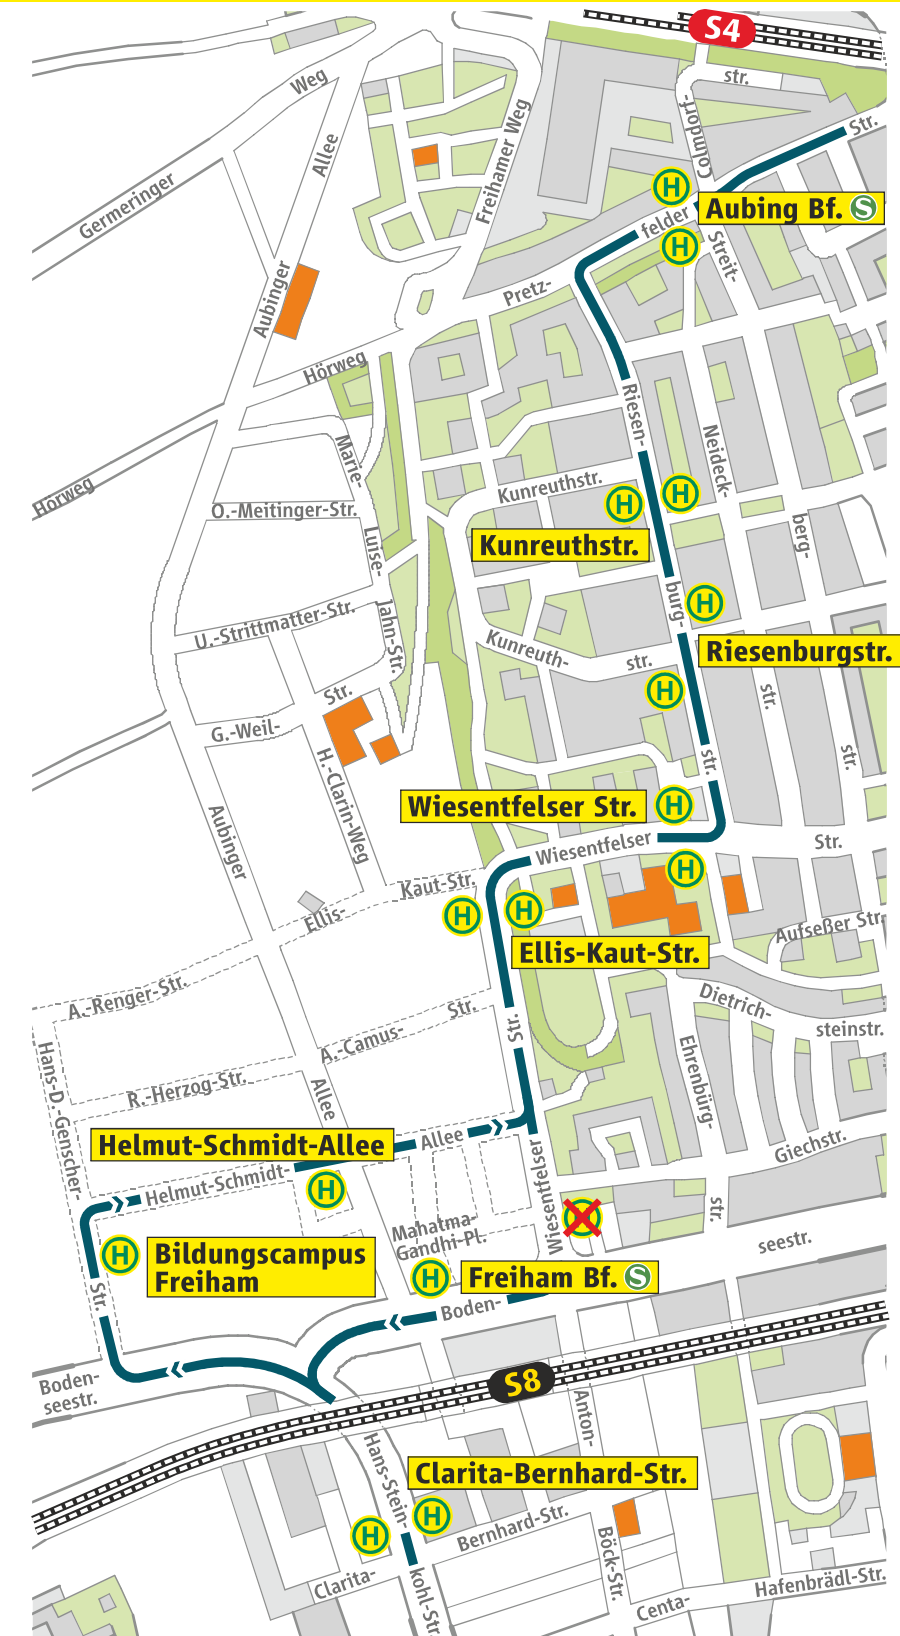 S4
str.
Weg
Colmdorf-
Str.
Allee
Freihamer Weg
Germeringer
H
Aubing Bf. S
felder
H
Streit-
Aubinger
Pretz-
Hörweg
Riesen-
Marie-
Neideck-
Hörweg
Kunreuthstr.
H
H
O.-Meitinger-Str.
Luise-
berg-
Kunreuthstr.
burg-
H
U.-Strittmatter-Str.
Jahn-Str.
Kunreuth-
str.
Riesenburgstr.
H
str.
Str.
G.-Weil-
str.
str.
H.-Clarin-Weg
Wiesentfelser Str.
H
Aubinger
Wiesentfelser
Str.
H
Kaut-Str.
Ellis-
H
H
Aufseßer Str.
Ellis-Kaut-Str.
A.-Renger-Str.
Dietrich-
steinstr.
Str.
Str.
A.-Camus-
Hans-D.-Genscher-
R.-Herzog-Str.
Allee
Ehrenbürg-
Helmut-Schmidt-Allee
Allee
Giechstr.
Helmut-Schmidt-
H
Wiesentfelser
str.
Mahatma-
Gandhi-Pl.
H
Bildungscampus
Freiham
seestr.
H
Freiham Bf. S
Str.
Boden-
Boden-
seestr.
S8
Anton-
Hans-Stein-
Clarita-Bernhard-Str.
H
H
Bernhard-Str.
Böck-Str.
Clarita-
kohl-Str.
Hafenbrädl-Str.
Centa-